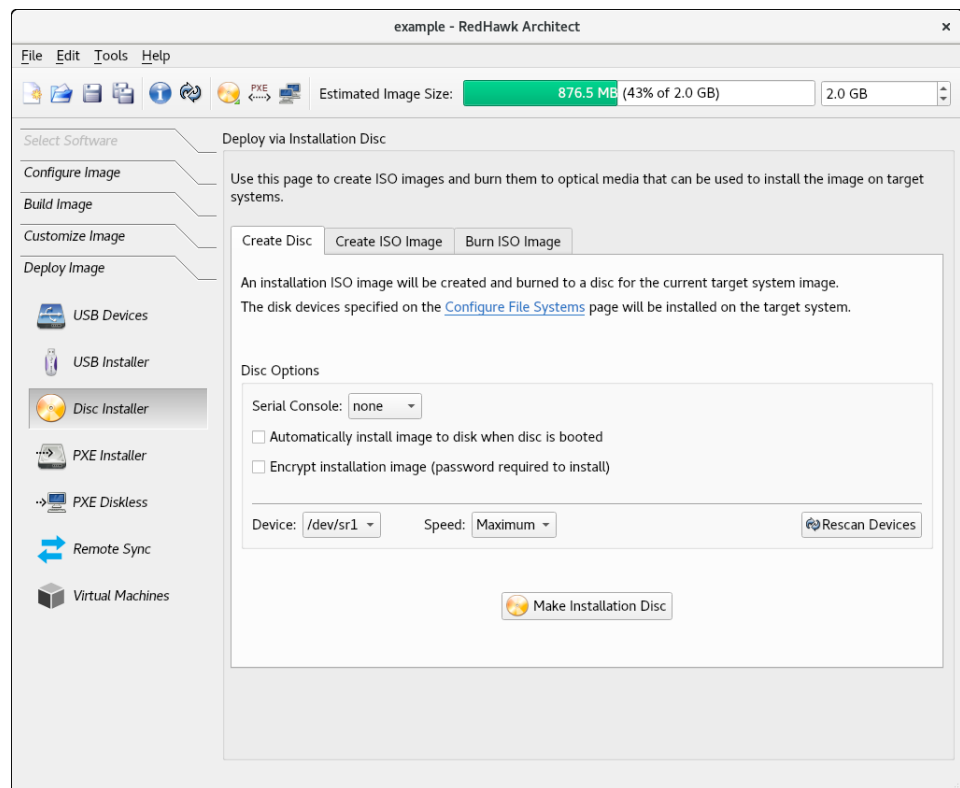 example - RedHawk Architect
File Edit Tools Help
PXE
Estimated Image Size: 876.5 MB (43% of 2.0 GB) 2.0 GB
Select Software
Configure Image
Build Image
Customize Image
Deploy Image
USB Devices
USB Installer
Disc Installer
PXE Installer
PXE Diskless
Remote Sync
Virtual Machines
Deploy via Installation Disc
Use this page to create ISO images and burn them to optical media that can be used to install the image on target
systems.
Create Disc Create ISO Image Burn ISO Image
An installation ISO image will be created and burned to a disc for the current target system image.
The disk devices specified on the Configure File Systems page will be installed on the target system.
Disc Options
Serial Console: none
Automatically install image to disk when disc is booted
Encrypt installation image (password required to install)
Device: /dev/sr1 Speed: Maximum Rescan Devices
Make Installation Disc